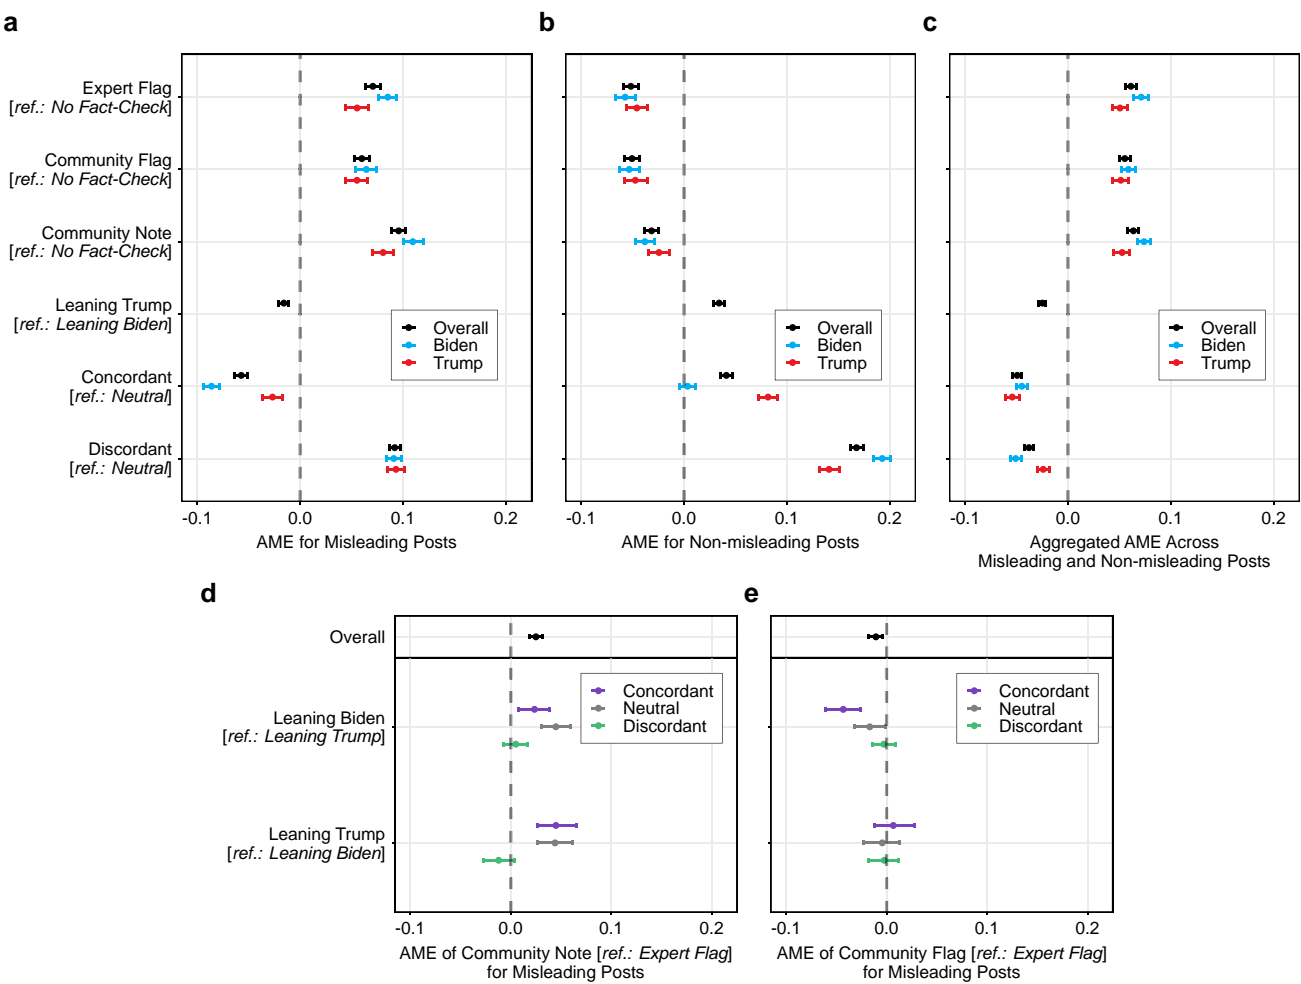 a
b
c
Expert Flag
[ref.: No Fact-Check]
Community Flag
[ref.: No Fact-Check]
Community Note
[ref.: No Fact-Check]
Leaning Trump
[ref.: Leaning Biden]
Concordant
[ref.: Neutral]
Discordant
[ref.: Neutral]
Overall
Biden
Trump
-0.1
0.0
0.1
0.2
AME for Misleading Posts
Overall
Biden
Trump
-0.1
0.0
0.1
0.2
AME for Non-misleading Posts
Overall
Biden
Trump
-0.1
0.0
0.1
0.2
Aggregated AME Across
Misleading and Non-misleading Posts
d
e
Overall
Leaning Biden
[ref.: Leaning Trump]
Leaning Trump
[ref.: Leaning Biden]
Concordant
Neutral
Discordant
-0.1
0.0
0.1
0.2
AME of Community Note [ref.: Expert Flag]
for Misleading Posts
Concordant
Neutral
Discordant
-0.1
0.0
0.1
0.2
AME of Community Flag [ref.: Expert Flag]
for Misleading Posts